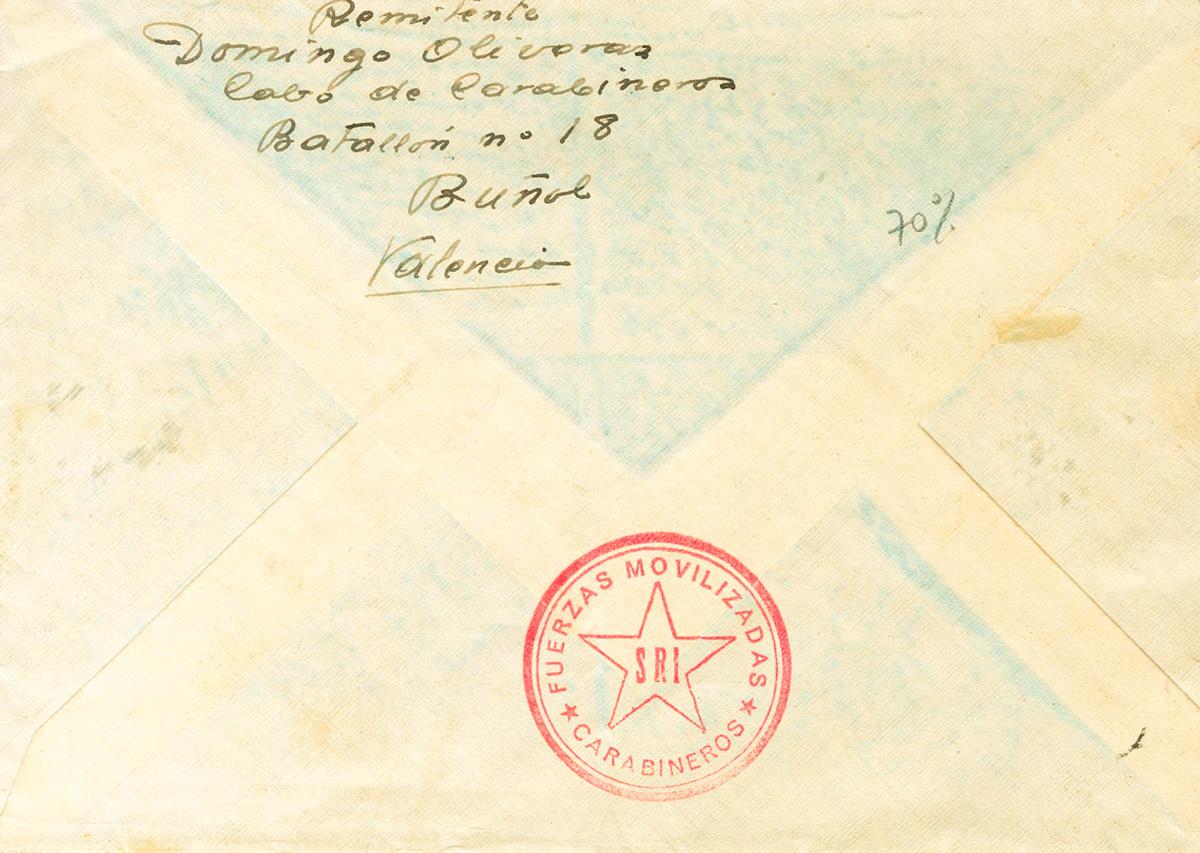 Remitente
Domingo Oliveras
Cabo de Carabineros
Batallón nº 18
Buñol
Valencia
70%
FUERZAS MOVILIZADAS
SRI
★ CARABINEROS ★